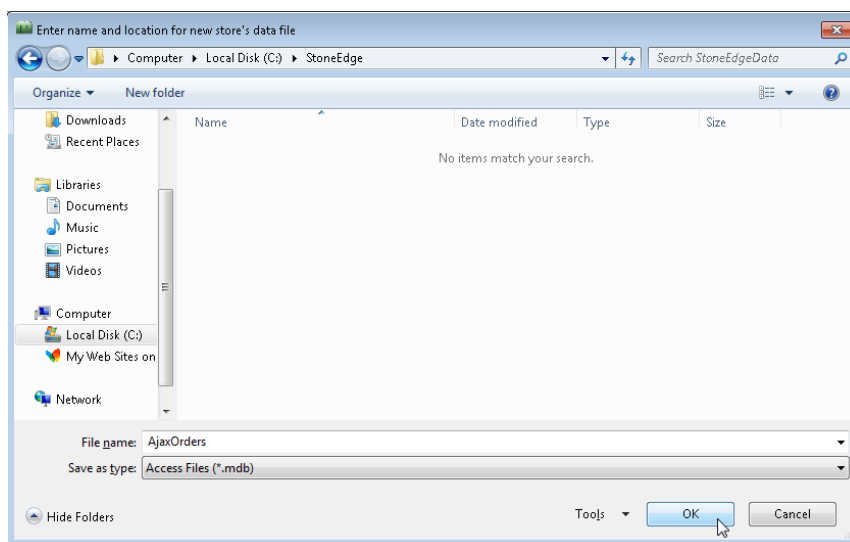 Enter name and location for new store's data file
Computer Local Disk (C:) StoneEdge
Search StoneEdgeData
Organize New folder
Name Date modified Type Size
No items match your search.
Downloads
Recent Places
Libraries
Documents
Music
Pictures
Videos
Computer
Local Disk (C:)
My Web Sites on
Network
File name: AjaxOrders
Save as type: Access Files (*.mdb)
Hide Folders Tools OK Cancel